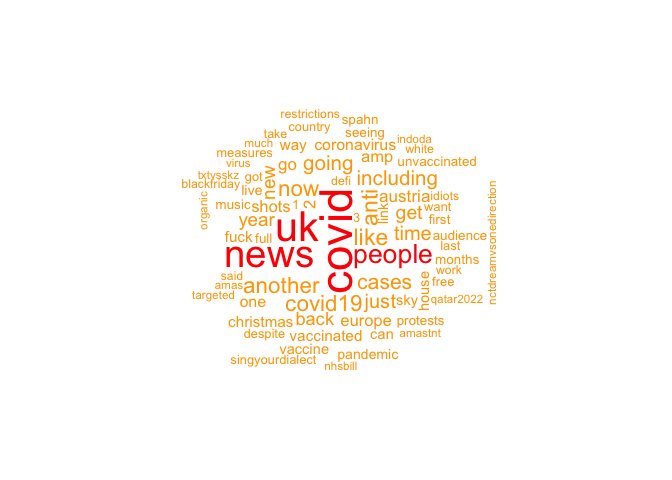 restrictions
spahn
country
take
seeing
much
way
coronavirus
indoda
white
measures
virus
go
going
amp
unvaccinated
txtysskz
got
new
defi
including
blackfriday
live
now
covid
anti
austria
idiots
organic
music
shots
1
2
3
link
get
want
first
year
uk
like
time
audience
fuck
full
last
news
people
months
work
said
amas
another
cases
house
free
nctdreamvsonedirection
targeted
one
covid19
just
sky
qatar2022
christmas
back
europe
protests
despite
vaccinated
can
amastnt
vaccine
pandemic
singyourdialect
nhsbill